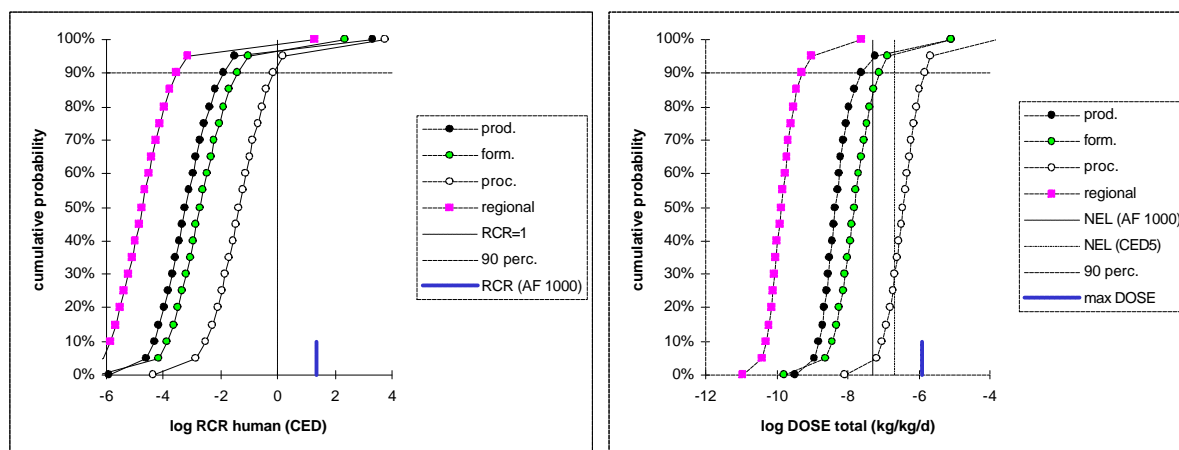 100%
90%
80%
70%
60%
50%
40%
30%
20%
10%
0%
cumulative probability
-6 -4 -2 0 2 4
log RCR human (CED)
prod.
form.
proc.
regional
RCR=1
90 perc.
RCR (AF 1000)
100%
90%
80%
70%
60%
50%
40%
30%
20%
10%
0%
cumulative probability
-12 -10 -8 -6 -4
log DOSE total (kg/kg/d)
prod.
form.
proc.
regional
NEL (AF 1000)
NEL (CED5)
90 perc.
max DOSE